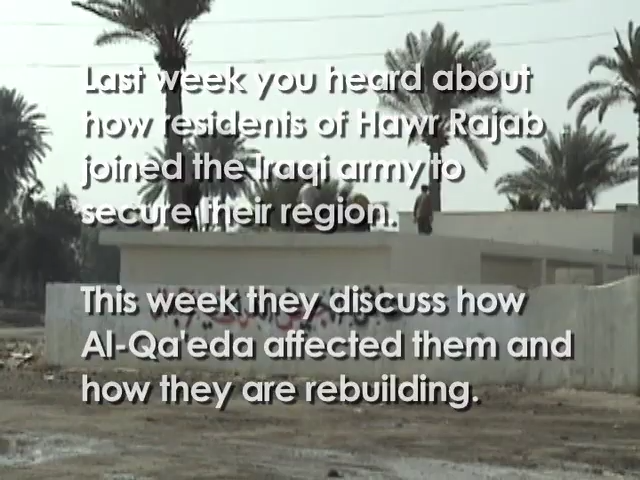 Last week you heard about
how residents of Hawr Rajab
joined the Iraqi army to
secure their region.
This week they discuss how
Al-Qa'eda affected them and
how they are rebuilding.